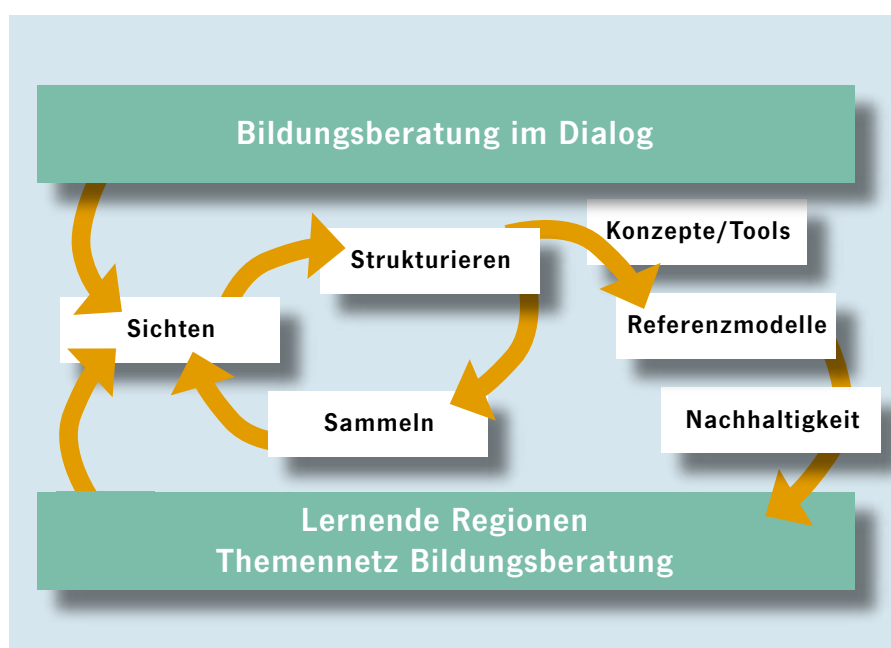 Bildungsberatung im Dialog
Konzepte/Tools
Strukturieren
Referenzmodelle
Sichten
Sammeln
Nachhaltigkeit
Lernende Regionen
Themennetz Bildungsberatung